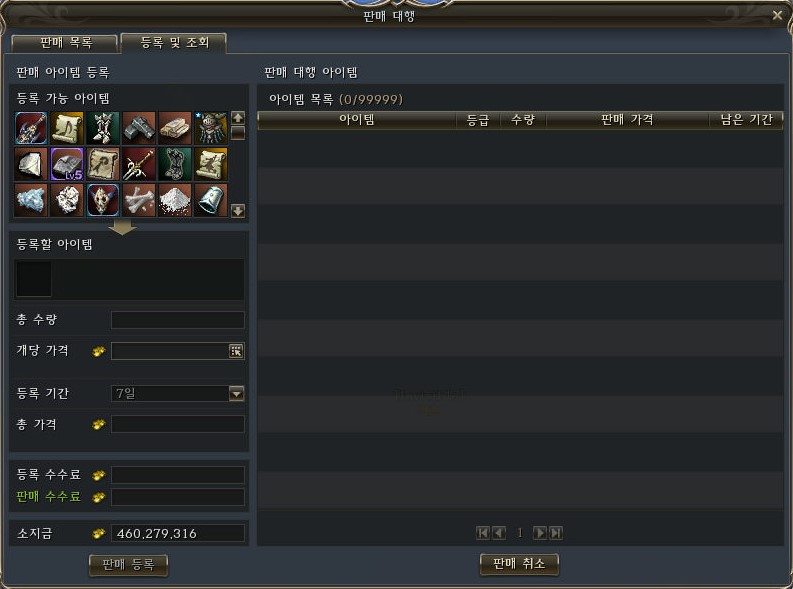 판매 대행
판매 목록
등록 및 조회
판매 아이템 등록
등록 가능 아이템
Lv.5
등록할 아이템
총 수량
개당 가격
등록 기간
7일
총 가격
등록 수수료
판매 수수료
소지금
460,279,316
판매 등록
판매 대행 아이템
아이템 목록 (0/99999)
아이템 등급 수량 판매 가격 남은 기간
1
판매 취소